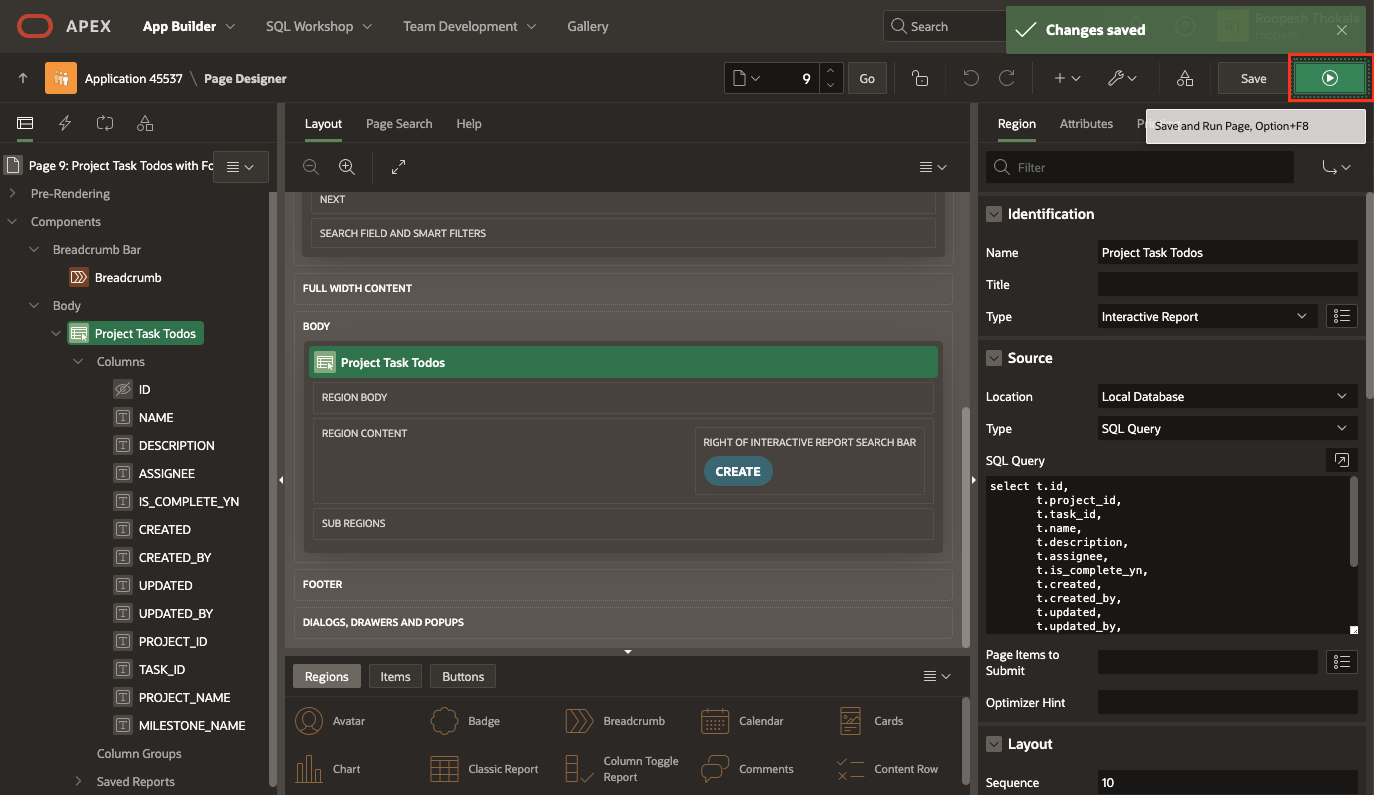 APEX
App Builder
SQL Workshop
Team Development
Gallery
Search
Changes saved
Application 45537 \ Page Designer
9
Go
Save
Save and Run Page, Option+F8
Page 9: Project Task Todos with Fo
Pre-Rendering
Components
Breadcrumb Bar
Breadcrumb
Body
Project Task Todos
Columns
ID
NAME
DESCRIPTION
ASSIGNEE
IS_COMPLETE_YN
CREATED
CREATED_BY
UPDATED
UPDATED_BY
PROJECT_ID
TASK_ID
PROJECT_NAME
MILESTONE_NAME
Column Groups
Saved Reports
Layout
Page Search
Help
NEXT
SEARCH FIELD AND SMART FILTERS
FULL WIDTH CONTENT
BODY
Project Task Todos
REGION BODY
REGION CONTENT
RIGHT OF INTERACTIVE REPORT SEARCH BAR
CREATE
SUB REGIONS
FOOTER
DIALOGS, DRAWERS AND POPUPS
Regions
Items
Buttons
Avatar
Badge
Breadcrumb
Calendar
Cards
Chart
Classic Report
Column Toggle
Report
Comments
Content Row
Region
Attributes
Filter
Identification
Name
Project Task Todos
Title
Type
Interactive Report
Source
Location
Local Database
Type
SQL Query
SQL Query
select t.id,
t.project_id,
t.task_id,
t.name,
t.description,
t.assignee,
t.is_complete_yn,
t.created,
t.created_by,
t.updated,
t.updated_by,
Page Items to
Submit
Optimizer Hint
Layout
Sequence
10